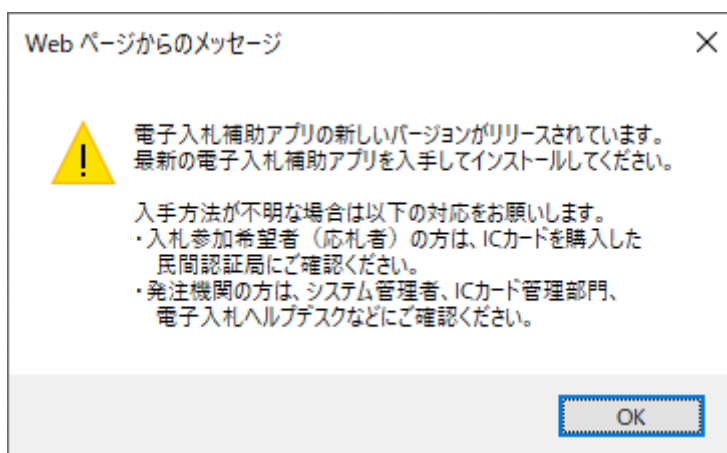 Web ページからのメッセージ
電子入札補助アプリの新しいバージョンがリリースされています。
最新の電子入札補助アプリを入手してインストールしてください。
入手方法が不明な場合は以下の対応をお願いします。
・入札参加希望者（応札者）の方は、ICカードを購入した
民間認証局にご確認ください。
・発注機関の方は、システム管理者、ICカード管理部門、
電子入札ヘルプデスクなどにご確認ください。
OK